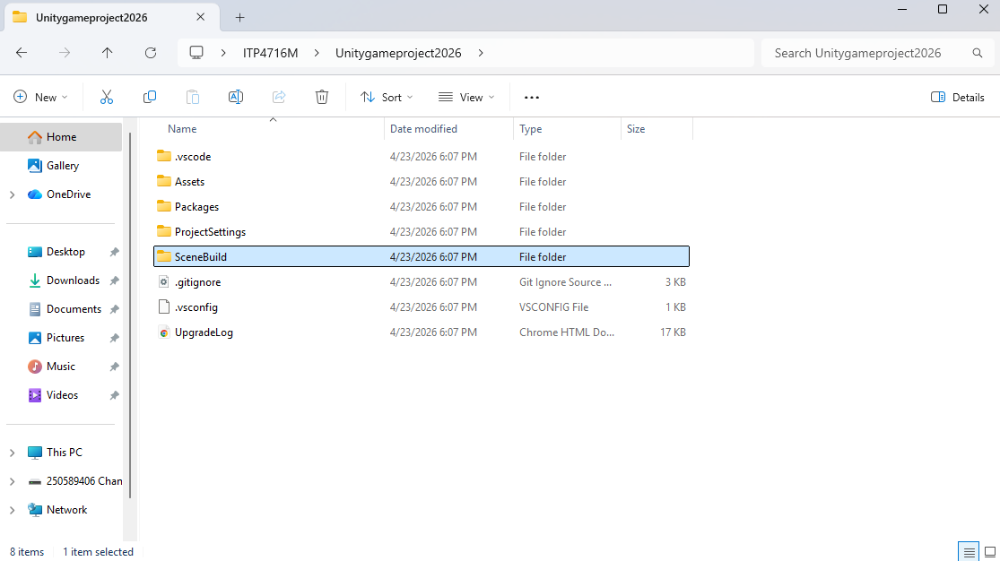 Unitygameproject2026
ITP4716M > Unitygameproject2026 >
Search Unitygameproject2026
New
Sort
View
Details
Name Date modified Type Size
Home
Gallery
OneDrive
Desktop
Downloads
Documents
Pictures
Music
Videos
This PC
250589406 Chan
Network
.vscode 4/23/2026 6:07 PM File folder
Assets 4/23/2026 6:07 PM File folder
Packages 4/23/2026 6:07 PM File folder
ProjectSettings 4/23/2026 6:07 PM File folder
SceneBuild 4/23/2026 6:07 PM File folder
.gitignore 4/23/2026 6:07 PM Git Ignore Source ... 3 KB
.vsconfig 4/23/2026 6:07 PM VSCONFIG File 1 KB
UpgradeLog 4/23/2026 6:07 PM Chrome HTML Do... 17 KB
8 items 1 item selected